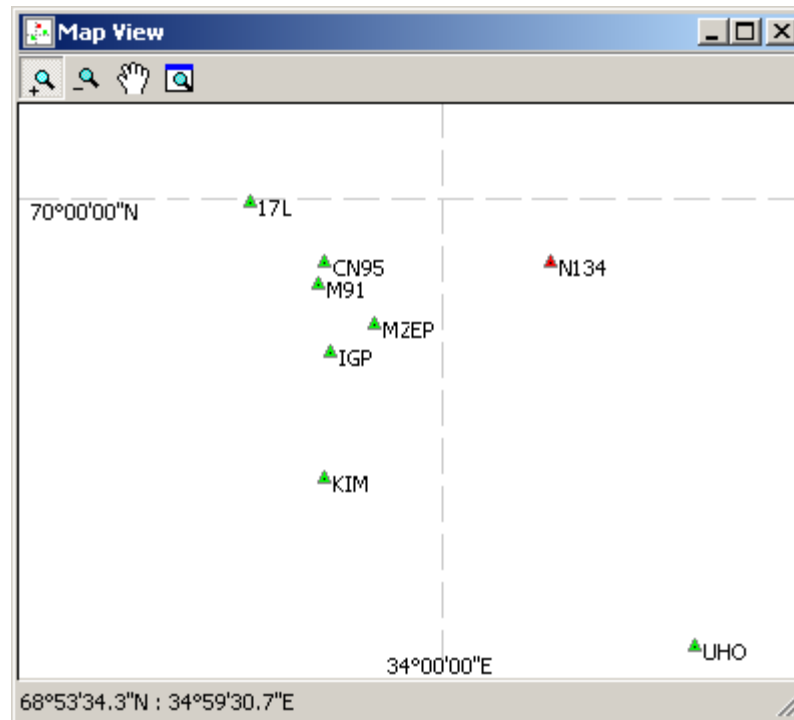 Map View
70°00'00"N
17L
CN95
N134
M91
MZEP
IGP
KIM
UHO
34°00'00"E
68°53'34.3"N : 34°59'30.7"E